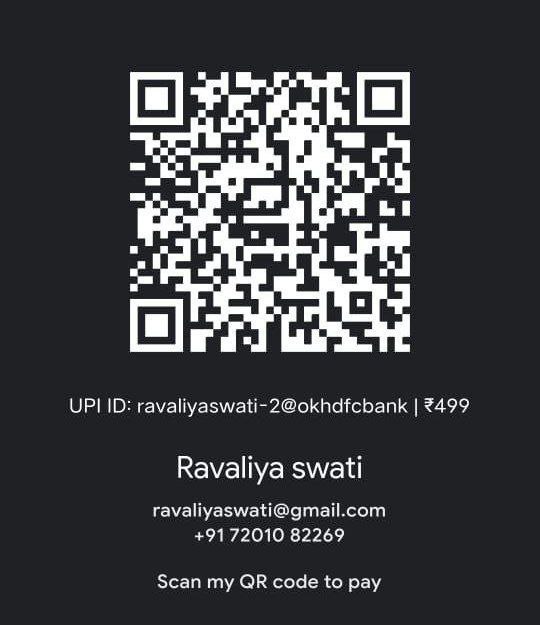 UPI ID: ravaliyaswati-2@okhdfcbank | ₹499
Ravaliya swati
ravaliyaswati@gmail.com
+91 72010 82269
Scan my QR code to pay